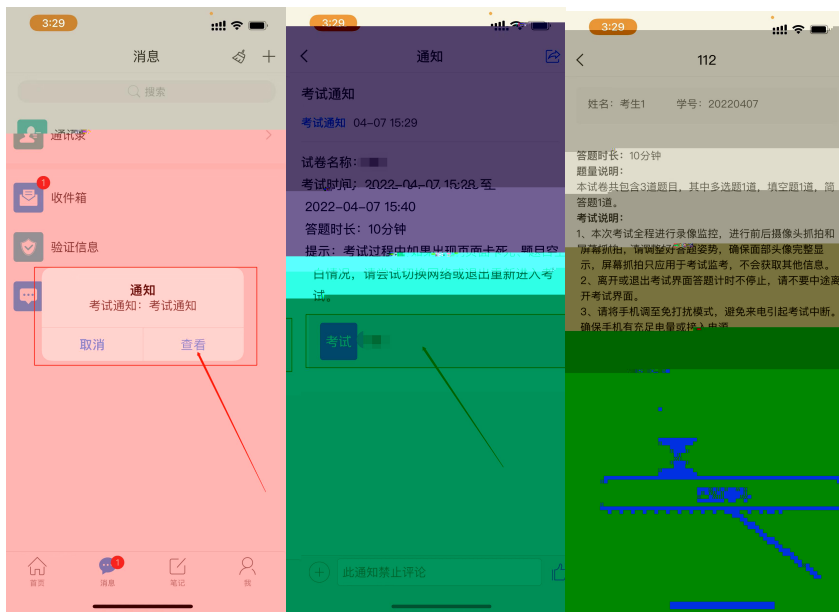 3:29
消息
搜索
通讯录
1
收件箱
验证信息
通知
考试通知：考试通知
取消
查看
首页
1
消息
笔记
我
3:29
通知
考试通知
考试通知 04-07 15:29
试卷名称：
考试时间：2022-04-07 15:28 至
2022-04-07 15:40
答题时长：10分钟
提示：考试过程中如果出现页面卡死、题目空
白情况，请尝试切换网络或退出重新进入考
试。
考试
此通知禁止评论
3:29
112
姓名：考生1
学号：20220407
答题时长：10分钟
题量说明：
本试卷共包含3道题目，其中多选题1道，填空题1道，简
答题1道。
考试说明：
1、本次考试全程进行录像监控，进行前后摄像头抓拍和
屏幕抓拍，请调整好答题姿势，确保面部头像完整显
示，屏幕抓拍只应用于考试监考，不会获取其他信息。
2、离开或退出考试界面答题计时不停止，请不要中途离
开考试界面。
3、请将手机调至免打扰模式，避免来电引起考试中断。
确保手机有充足电量或接入电源